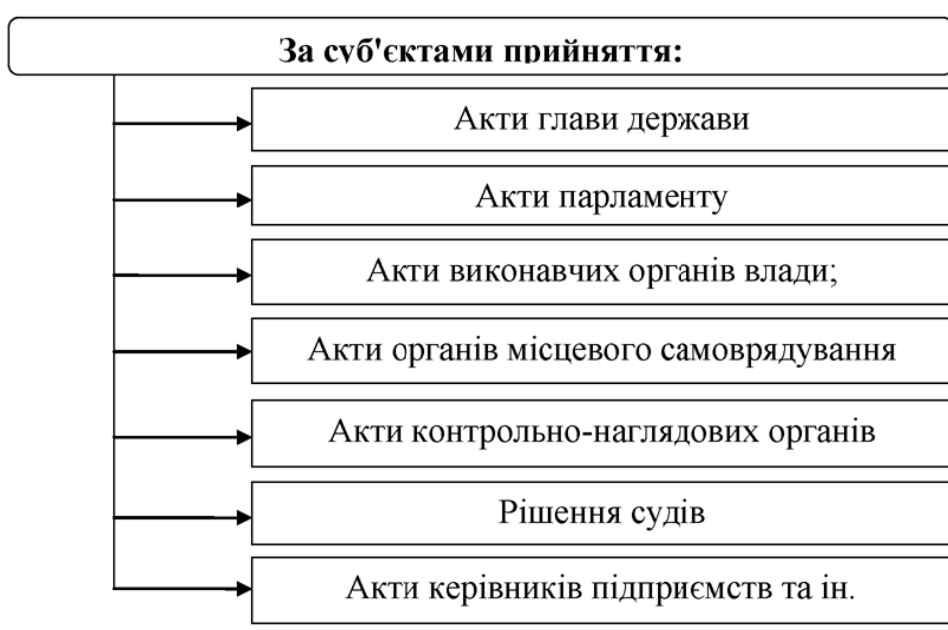 За суб'єктами прийняття:
Акти глави держави
Акти парламенту
Акти виконавчих органів влади;
Акти органів місцевого самоврядування
Акти контрольно-наглядових органів
Рішення судів
Акти керівників підприємств та ін.